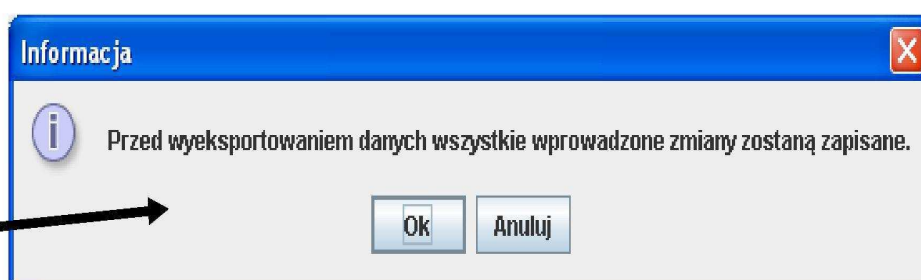 Informacja
Przed wyeksportowaniem danych wszystkie wprowadzone zmiany zostaną zapisane.
Ok Anuluj